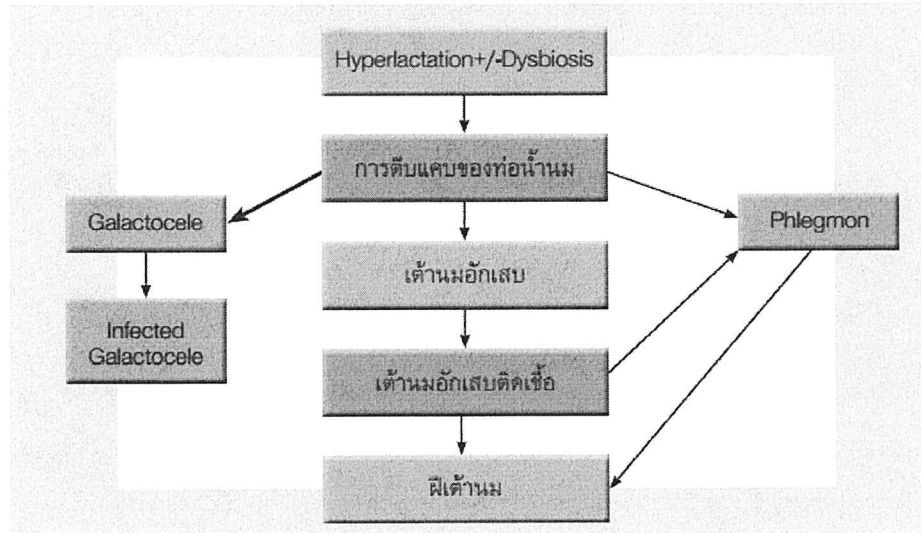 Hyperlactation+/-Dysbiosis
การตีบแคบของท่อน้ำนม
Galactocele
Phlegmon
เต้านมอักเสบ
Infected
Galactocele
เต้านมอักเสบติดเชื้อ
ฝีเต้านม